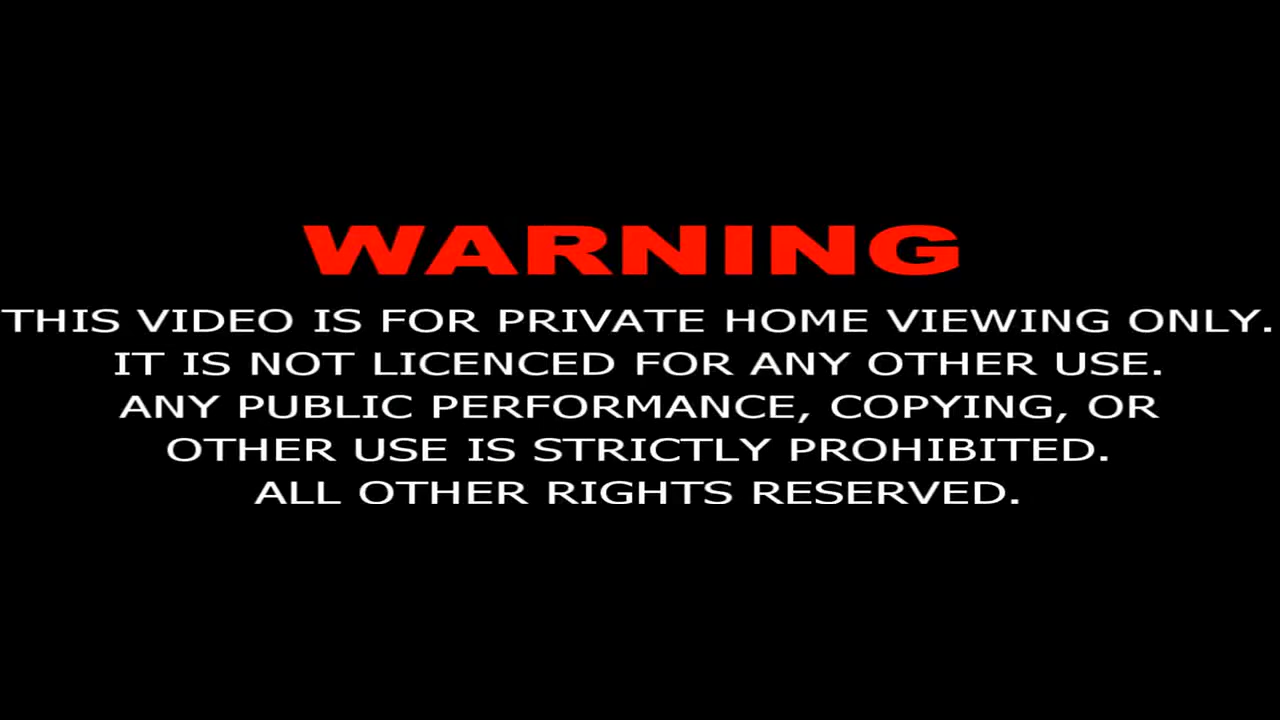 WARNING
THIS VIDEO IS FOR PRIVATE HOME VIEWING ONLY.
IT IS NOT LICENCED FOR ANY OTHER USE.
ANY PUBLIC PERFORMANCE, COPYING, OR
OTHER USE IS STRICTLY PROHIBITED.
ALL OTHER RIGHTS RESERVED.